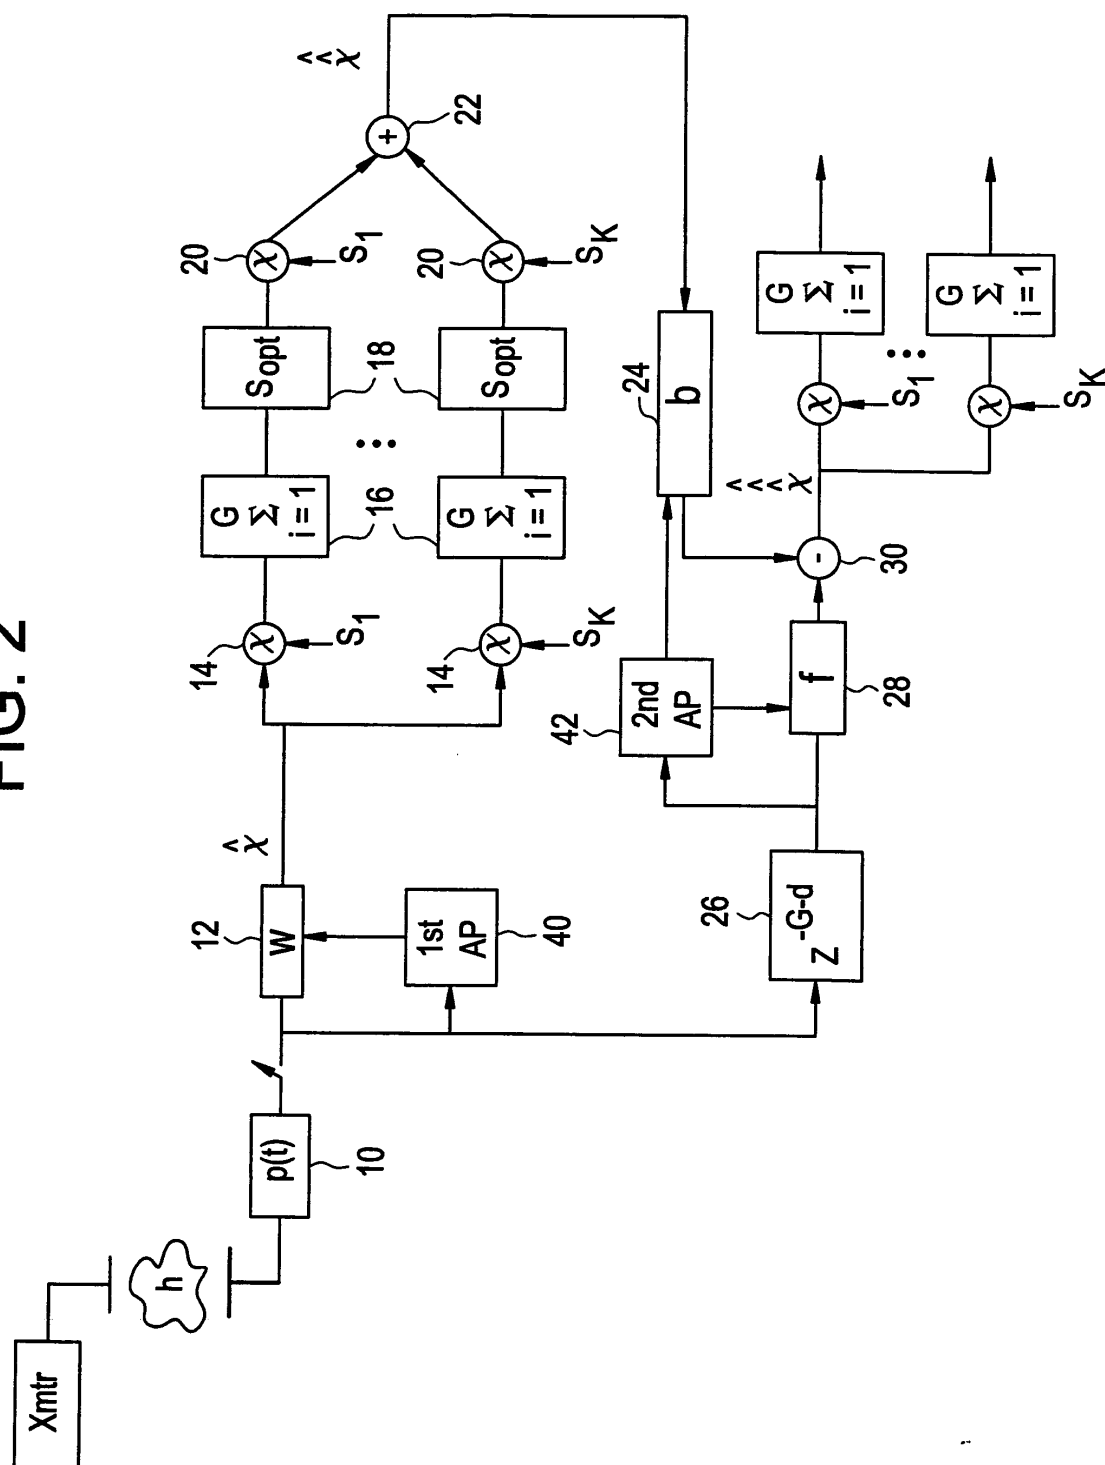 FIG. 2
Xmtr
h
p(t)
10
W
12
1st
AP
40
^
χ
14
χ
S1
14
χ
SK
G
Σ
i = 1
16
G
Σ
i = 1
Sopt
18
Sopt
20
χ
S1
20
χ
SK
+
22
^^
χ
b
24
Z-G-d
26
2nd
AP
42
f
28
-
30
^^^
χ
χ
S1
χ
SK
G
Σ
i = 1
G
Σ
i = 1